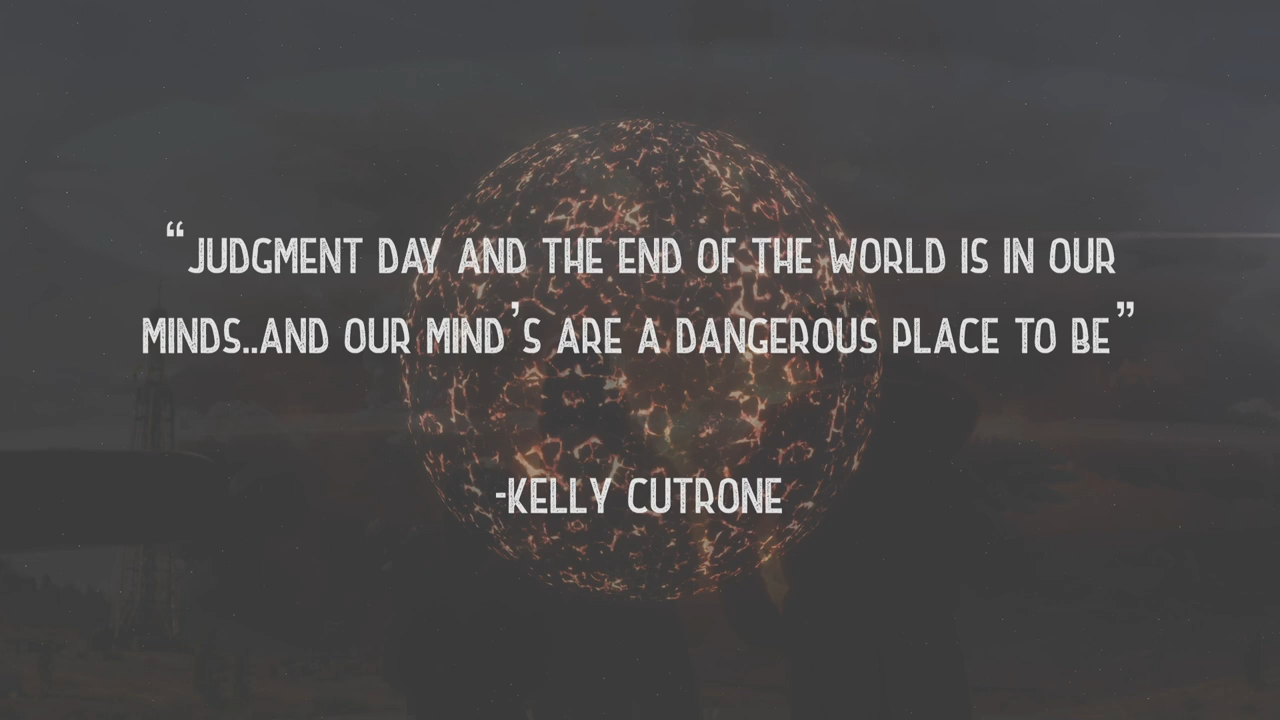 “JUDGMENT DAY AND THE END OF THE WORLD IS IN OUR
MINDS..AND OUR MIND’S ARE A DANGEROUS PLACE TO BE”
-KELLY CUTRONE